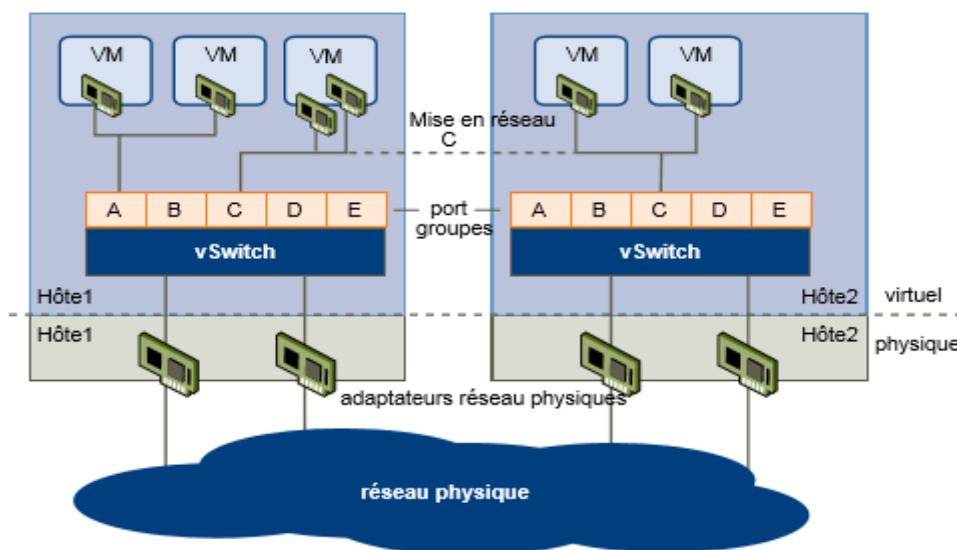 VM
VM
VM
VM
VM
Mise en réseau
C
A B C D E
port
groupes
A B C D E
vSwitch
vSwitch
Hôte1
Hôte2
virtuel
Hôte1
Hôte2
physique
adaptateurs réseau physiques
réseau physique